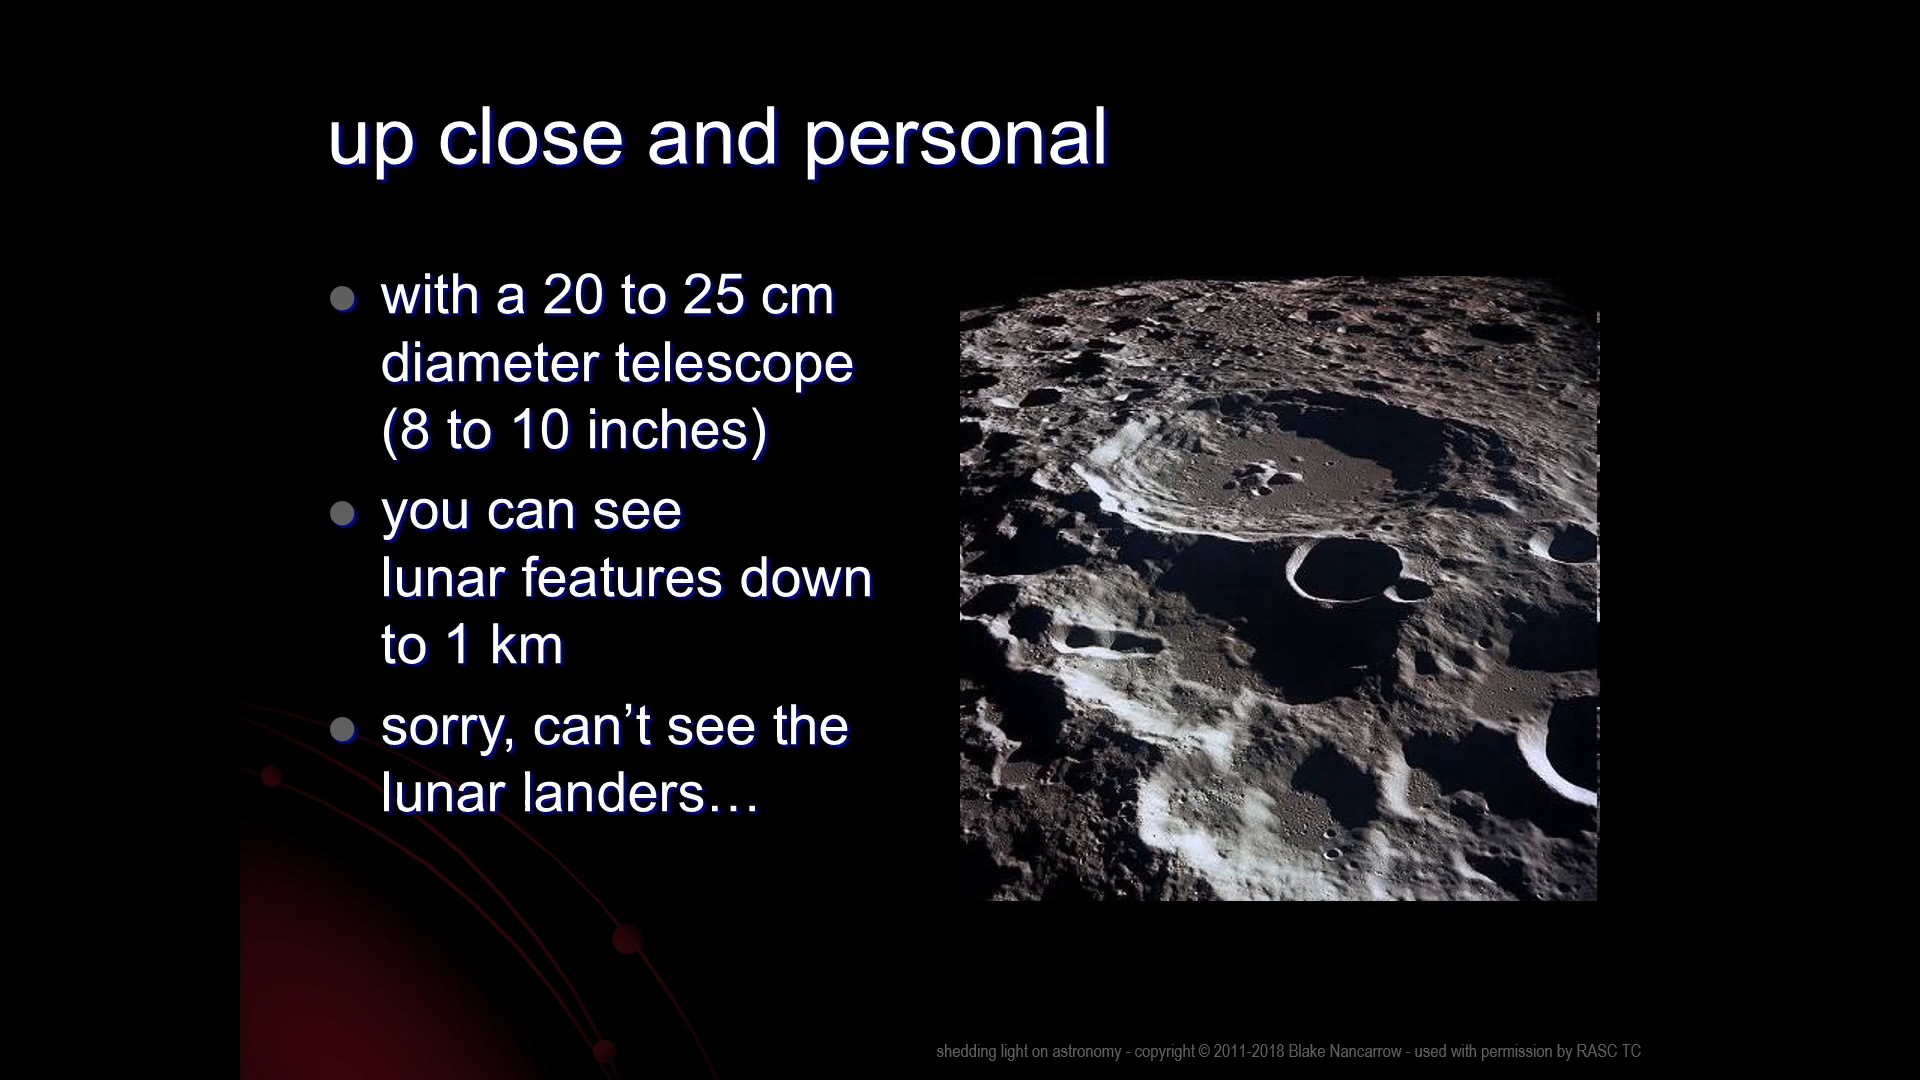 up close and personal
with a 20 to 25 cm
diameter telescope
(8 to 10 inches)
you can see
lunar features down
to 1 km
sorry, can’t see the
lunar landers…
shedding light on astronomy - copyright © 2011-2018 Blake Nancarrow - used with permission by RASC TC